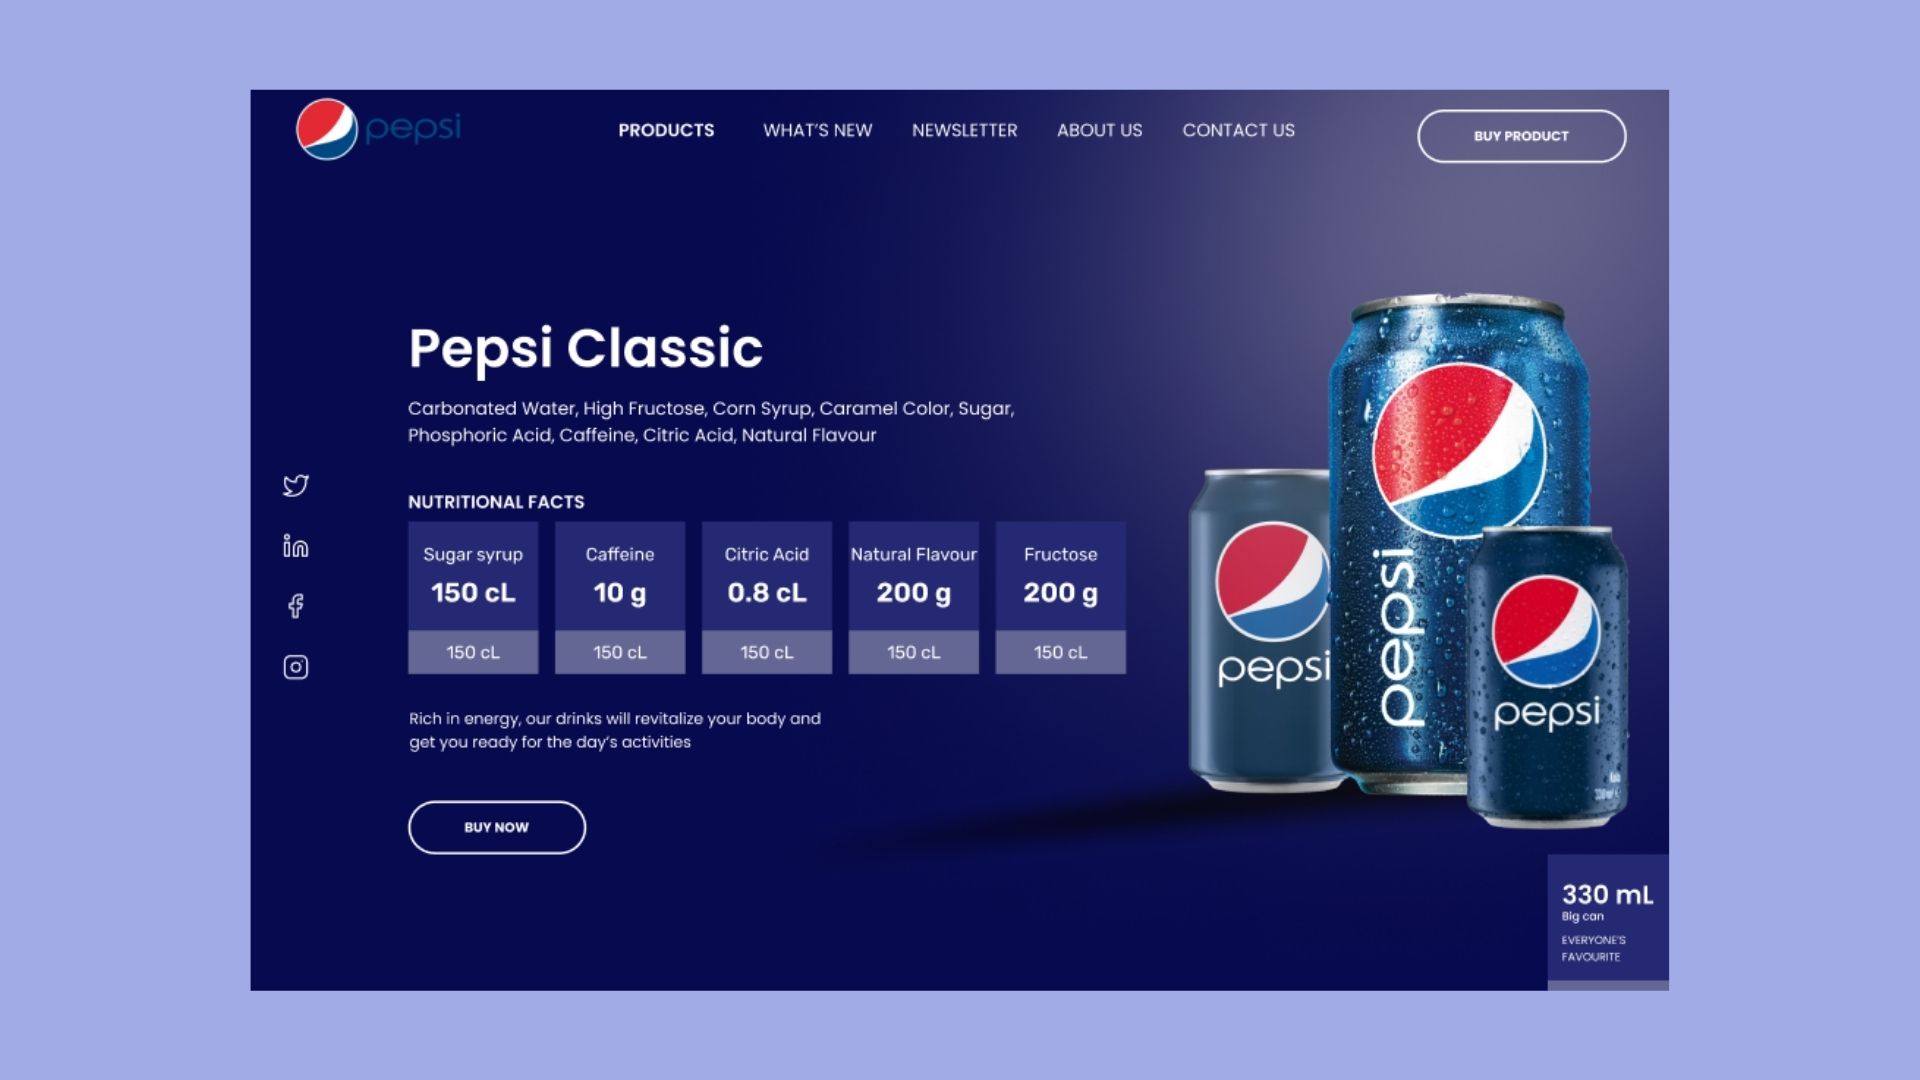 pepsi
PRODUCTS
WHAT'S NEW
NEWSLETTER
ABOUT US
CONTACT US
BUY PRODUCT
Pepsi Classic
Carbonated Water, High Fructose, Corn Syrup, Caramel Color, Sugar,
Phosphoric Acid, Caffeine, Citric Acid, Natural Flavour
NUTRITIONAL FACTS
Sugar syrup
150 cL
150 cL
Caffeine
10 g
150 cL
Citric Acid
0.8 cL
150 cL
Natural Flavour
200 g
150 cL
Fructose
200 g
150 cL
Rich in energy, our drinks will revitalize your body and
get you ready for the day's activities
BUY NOW
pepsi
pepsi
pepsi
330 mL
Big can
EVERYONE'S
FAVOURITE